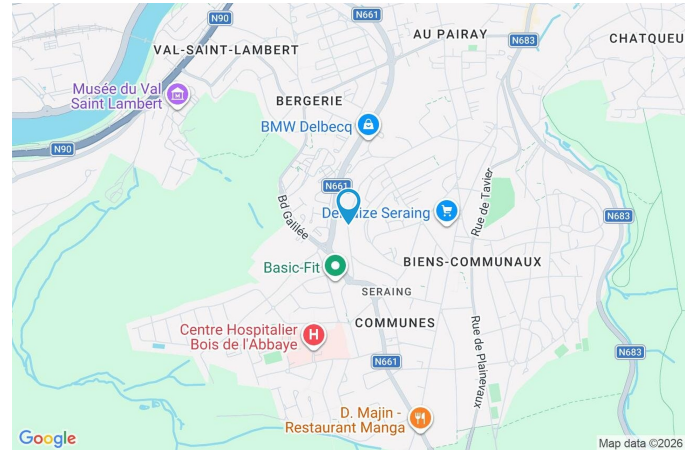 N90
N661
AU PAIRAY
N683
CHATQUEU
VAL-SAINT-LAMBERT
Musée du Val
Saint Lambert
BERGERIE
BMW Delbecq
N90
N661
Bd Galilée
Rue de Tavier
Seraing
N683
Basic-Fit
BIENS-COMMUNAUX
SERAING
COMMUNES
Centre Hospitalier
Bois de l'Abbaye
H
N661
Rue de Plainevaux
N683
D. Majin -
Restaurant Manga
Google
Map data ©2026